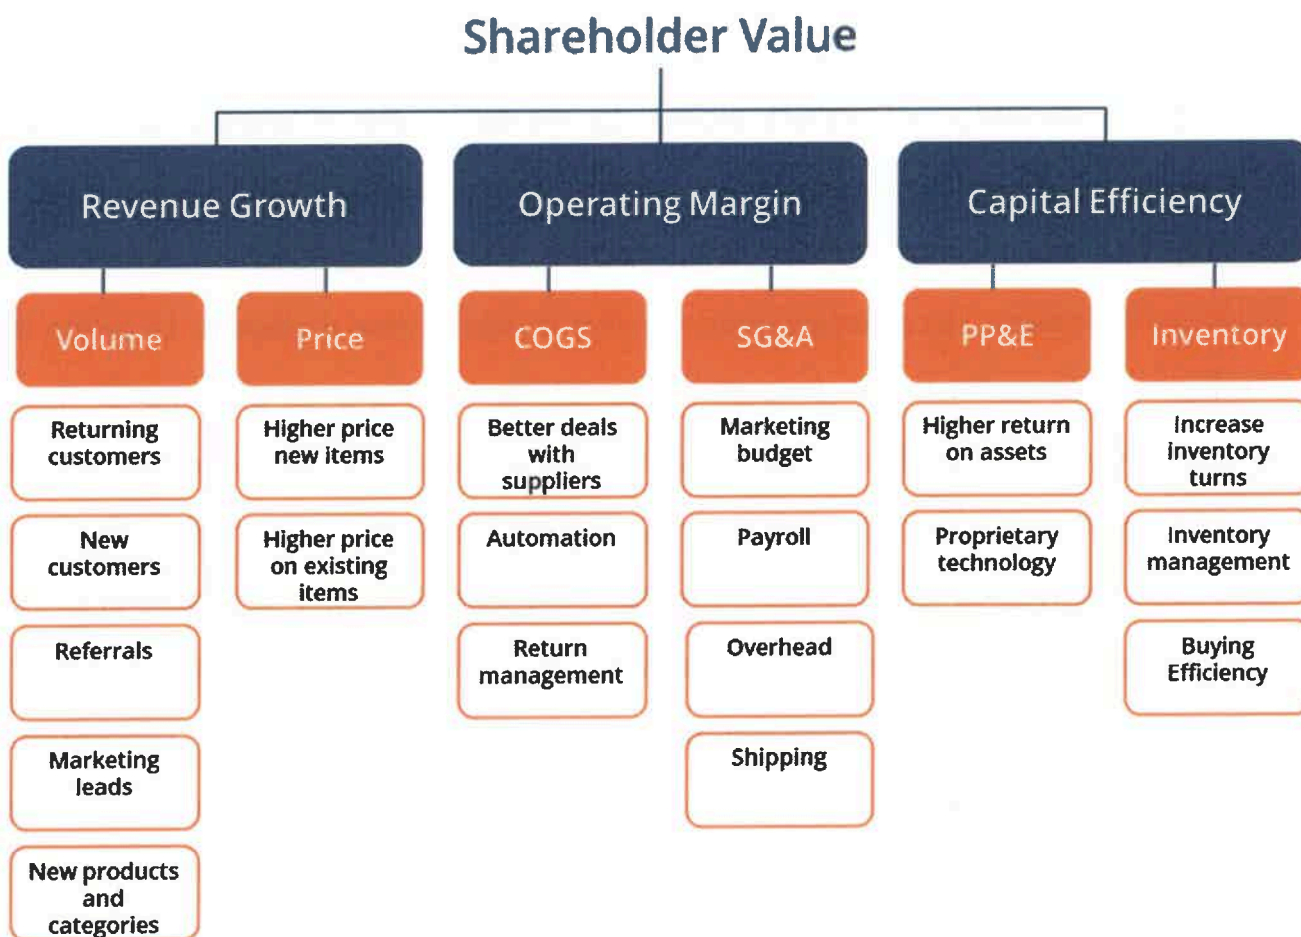 Shareholder Value
Revenue Growth
Operating Margin
Capital Efficiency
Volume
Price
COGS
SG&A
PP&E
Inventory
Returning
customers
New
customers
Referrals
Marketing
leads
New products
and
categories
Higher price
new items
Higher price
on existing
items
Better deals
with
suppliers
Automation
Return
management
Marketing
budget
Payroll
Overhead
Shipping
Higher return
on assets
Proprietary
technology
Increase
inventory
turns
Inventory
management
Buying
Efficiency